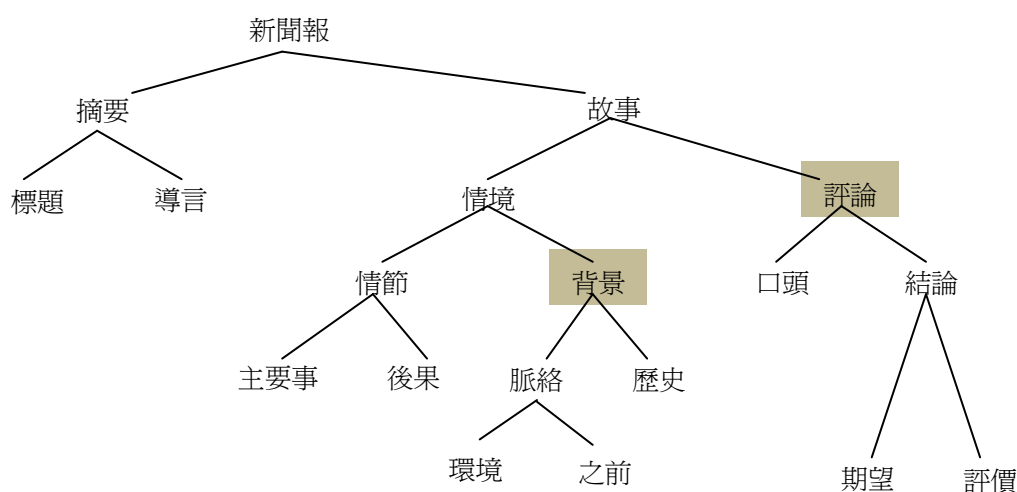 新聞報
摘要
故事
標題
導言
情境
評論
情節
背景
口頭
結論
主要事
後果
脈絡
歷史
環境
之前
期望
評價